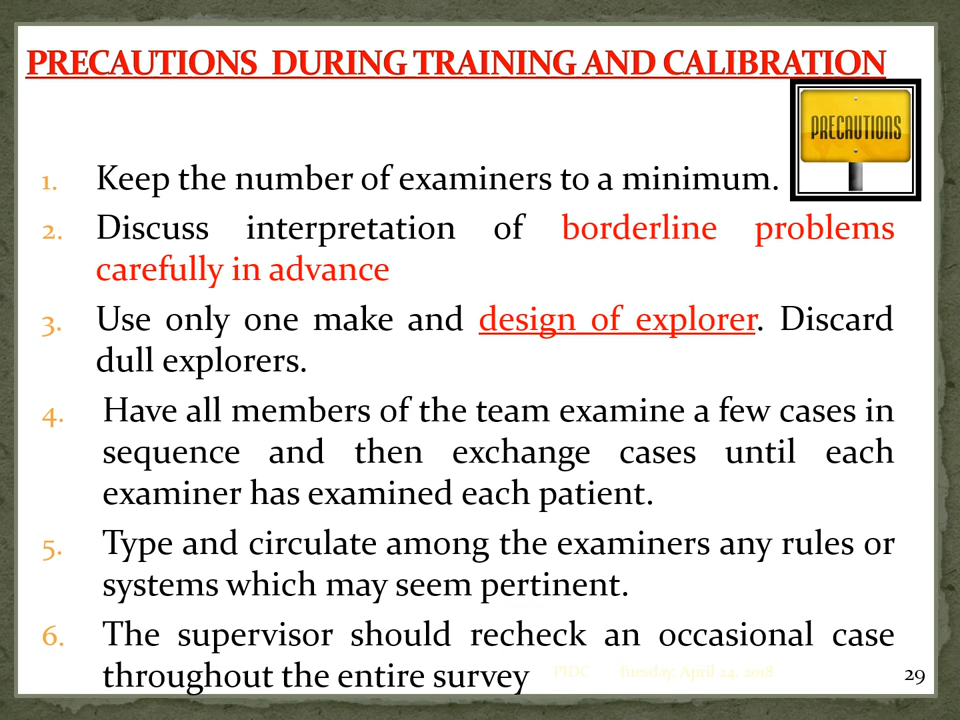 PRECAUTIONS DURING TRAINING AND CALIBRATION
PRECAUTIONS
1. Keep the number of examiners to a minimum.
2. Discuss interpretation of borderline problems
carefully in advance
3. Use only one make and design of explorer. Discard
dull explorers.
4. Have all members of the team examine a few cases in
sequence and then exchange cases until each
examiner has examined each patient.
5. Type and circulate among the examiners any rules or
systems which may seem pertinent.
6. The supervisor should recheck an occasional case
throughout the entire survey
PIDC Tuesday, April 24, 2018
29